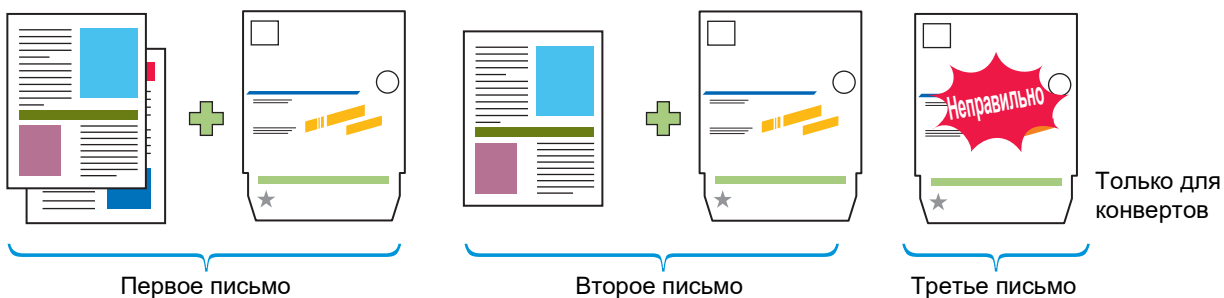 Неправильно
Только для
конвертов
Первое письмо
Второе письмо
Третье письмо